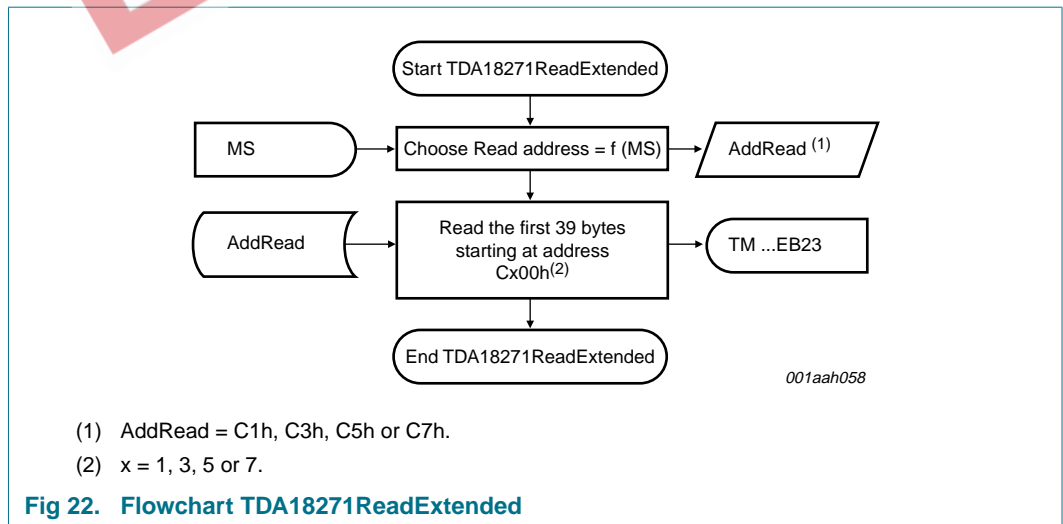 Start TDA18271ReadExtended
MS
Choose Read address = f (MS)
AddRead (1)
AddRead
Read the first 39 bytes
starting at address
Cx00h(2)
TM ...EB23
End TDA18271ReadExtended
001aah058
(1) AddRead = C1h, C3h, C5h or C7h.
(2) x = 1, 3, 5 or 7.
Fig 22. Flowchart TDA18271ReadExtended